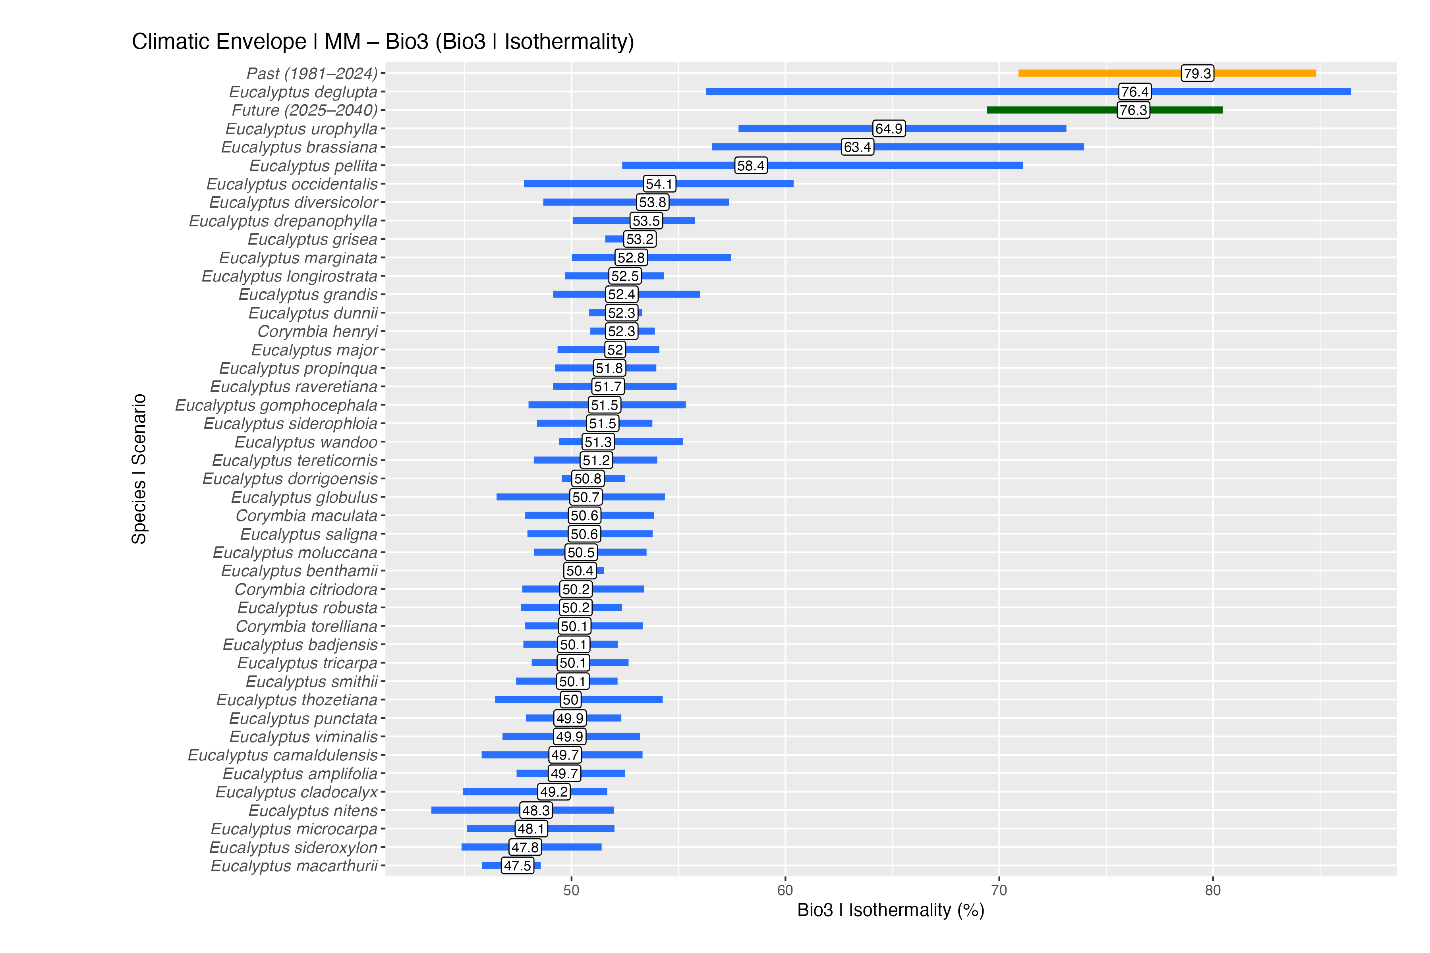 Climatic Envelope | MM – Bio3 (Bio3 | Isothermality)
Species | Scenario
Past (1981–2024) 79.3
Eucalyptus deglupta 76.4
Future (2025–2040) 76.3
Eucalyptus urophylla 64.9
Eucalyptus brassiana 63.4
Eucalyptus pellita 58.4
Eucalyptus occidentalis 54.1
Eucalyptus diversicolor 53.8
Eucalyptus drepanophylla 53.5
Eucalyptus grisea 53.2
Eucalyptus marginata 52.8
Eucalyptus longirostrata 52.5
Eucalyptus grandis 52.4
Eucalyptus dunnii 52.3
Corymbia henryi 52.3
Eucalyptus major 52
Eucalyptus propinqua 51.8
Eucalyptus raveretiana 51.7
Eucalyptus gomphocephala 51.5
Eucalyptus siderophloia 51.5
Eucalyptus wandoo 51.3
Eucalyptus tereticornis 51.2
Eucalyptus dorrigoensis 50.8
Eucalyptus globulus 50.7
Corymbia maculata 50.6
Eucalyptus saligna 50.6
Eucalyptus moluccana 50.5
Eucalyptus benthamii 50.4
Corymbia citriodora 50.2
Eucalyptus robusta 50.2
Corymbia torelliana 50.1
Eucalyptus badjensis 50.1
Eucalyptus tricarpa 50.1
Eucalyptus smithii 50.1
Eucalyptus thozetiana 50
Eucalyptus punctata 49.9
Eucalyptus viminalis 49.9
Eucalyptus camaldulensis 49.7
Eucalyptus amplifolia 49.7
Eucalyptus cladocalyx 49.2
Eucalyptus nitens 48.3
Eucalyptus microcarpa 48.1
Eucalyptus sideroxylon 47.8
Eucalyptus macarthurii 47.5
50 60 70 80
Bio3 | Isothermality (%)